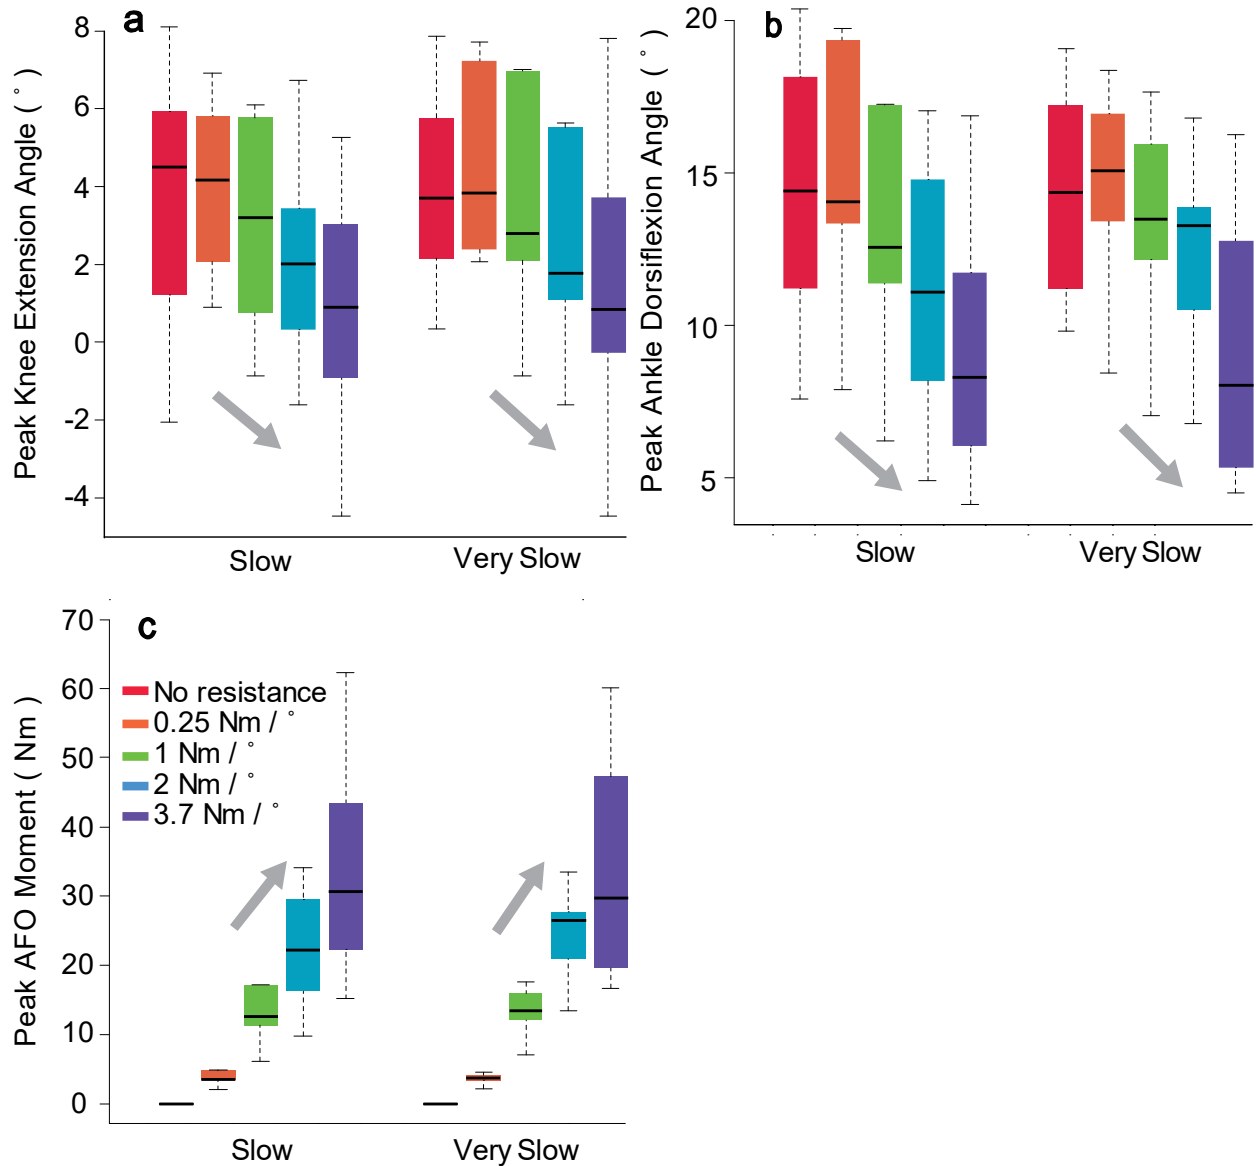 a
Peak Knee Extension Angle ( ° )
8
6
4
2
0
-2
-4
Slow
Very Slow
b
Peak Ankle Dorsiflexion Angle ( ° )
20
15
10
5
Slow
Very Slow
c
Peak AFO Moment ( Nm )
70
60
50
40
30
20
10
0
No resistance
0.25 Nm / °
1 Nm / °
2 Nm / °
3.7 Nm / °
Slow
Very Slow